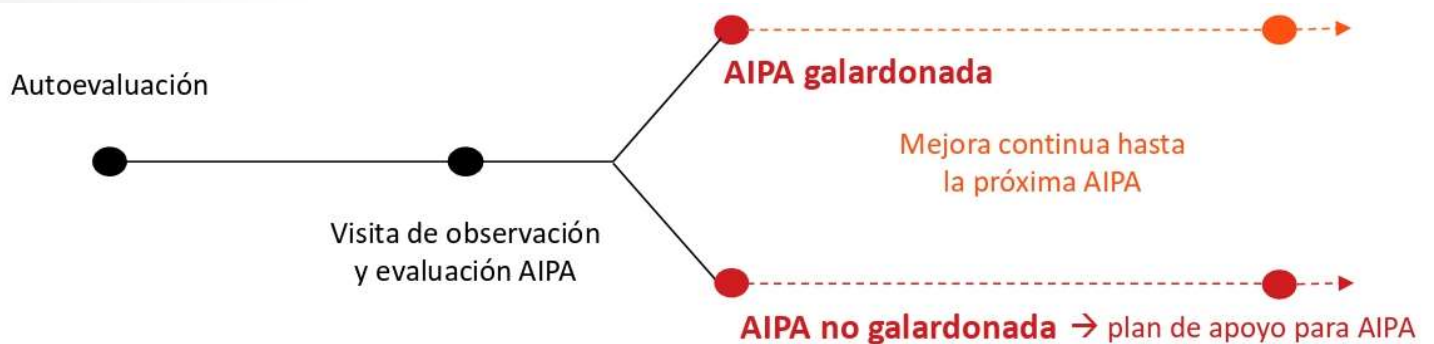 Autoevaluación
Visita de observación
y evaluación AIPA
AIPA galardonada
Mejora continua hasta
la próxima AIPA
AIPA no galardonada → plan de apoyo para AIPA